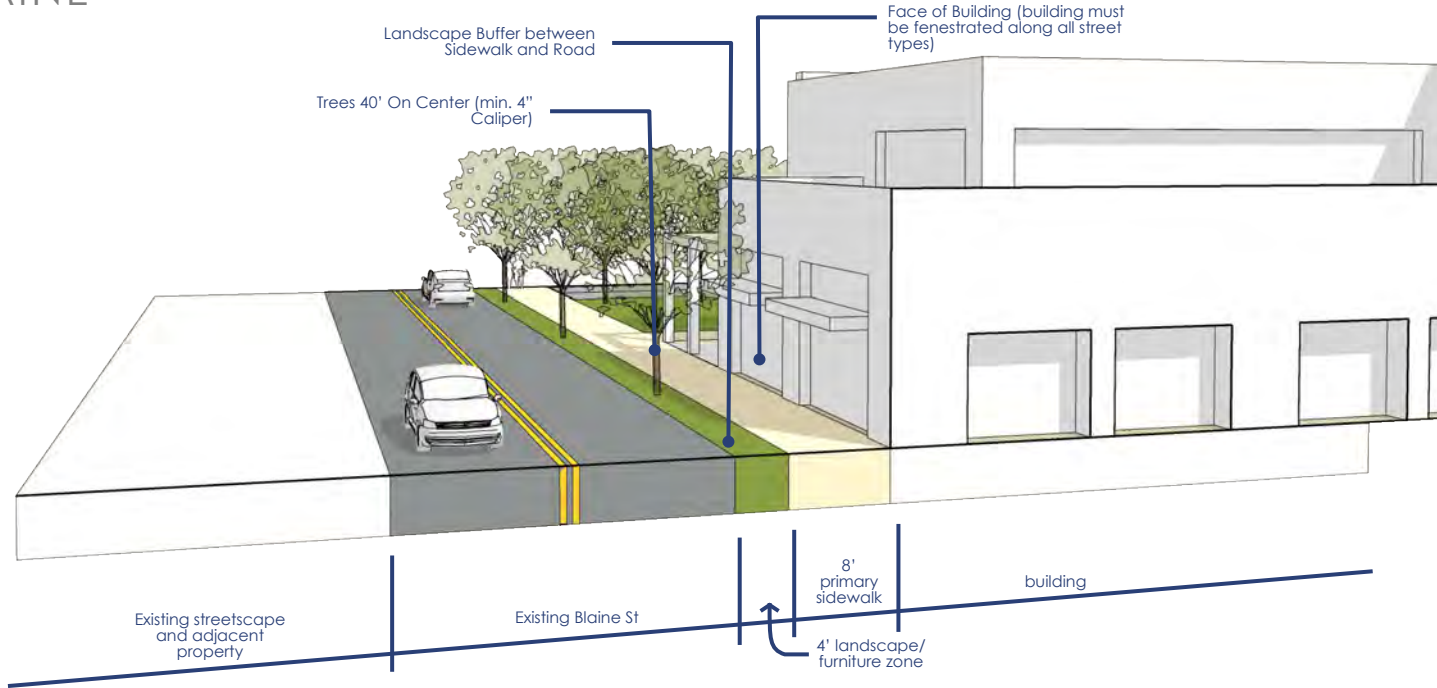 Landscape Buffer between
Sidewalk and Road
Face of Building (building must
be fenestrated along all street
types)
Trees 40’ On Center (min. 4”
Caliper)
Existing streetscape
and adjacent
property
Existing Blaine St
8’
primary
sidewalk
building
4’ landscape/
furniture zone